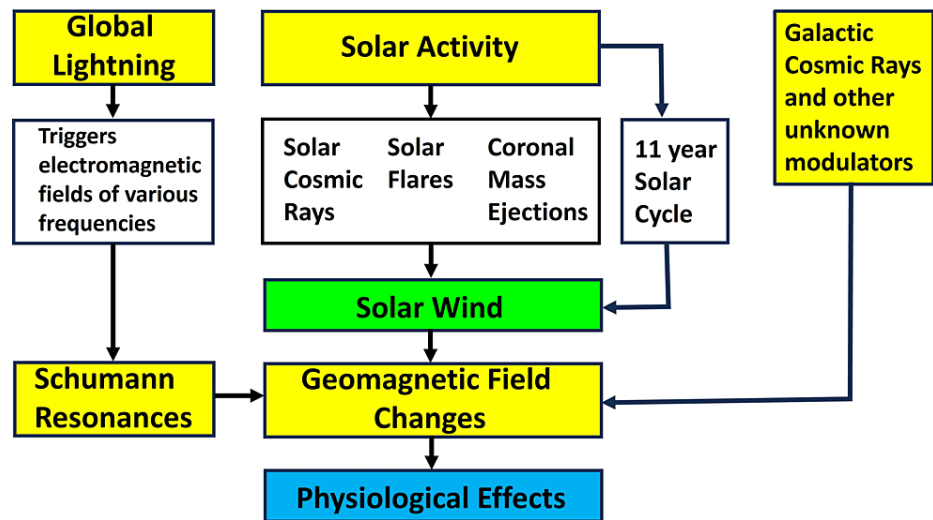 Global
Lightning
Solar Activity
Galactic
Cosmic Rays
and other
unknown
modulators
Triggers
electromagnetic
fields of various
frequencies
Solar
Cosmic
Rays
Solar
Flares
Coronal
Mass
Ejections
11 year
Solar
Cycle
Solar Wind
Schumann
Resonances
Geomagnetic Field
Changes
Physiological Effects